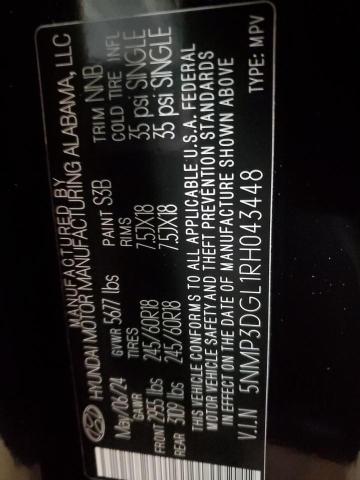 MANUFACTURED BY
HYUNDAI MOTOR MANUFACTURING ALABAMA, LLC
May/06/24 GVWR 5677 lbs PAINT S3B TRIM NNB
GAWR TIRES RIMS COLD TIRE INFL
FRONT 2955 lbs 245/60R18 7.5JX18 35 psi SINGLE
REAR 3109 lbs 245/60R18 7.5JX18 35 psi SINGLE
THIS VEHICLE CONFORMS TO ALL APPLICABLE U.S.A. FEDERAL
MOTOR VEHICLE SAFETY AND THEFT PREVENTION STANDARDS
IN EFFECT ON THE DATE OF MANUFACTURE SHOWN ABOVE
V.I.N 5NMP3DGL1RH043448 TYPE: MPV